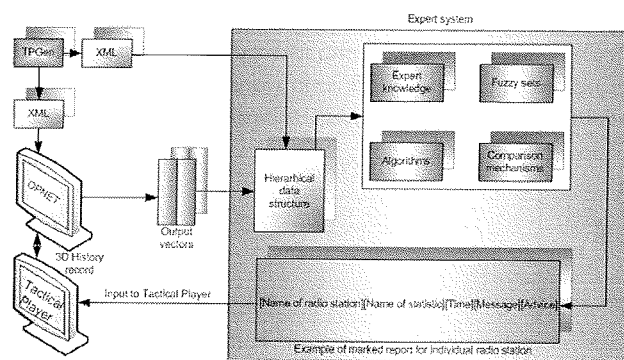 Expert system
TPGen
XML
Expert
knowledge
Fuzzy sets
XML
Algorithms
Comparison
mechanisms
Hierarhical
data
structure
OPNET
Output
vectors
3D History
record
Tactical
Player
Input to Tactical Player
[Name of radio station][Name of statistic][Time][Message][Advice]
Example of marked report for individual radio station